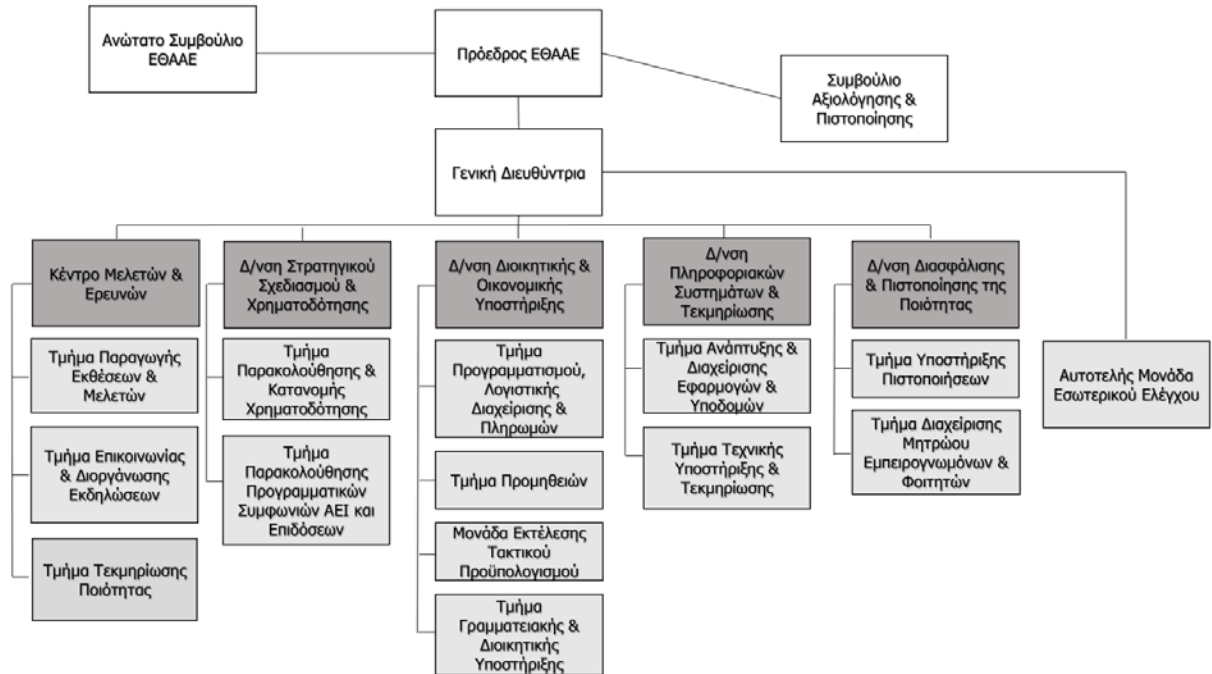 Ανώτατο Συμβούλιο
ΕΘΑΑΕ
Πρόεδρος ΕΘΑΑΕ
Συμβούλιο
Αξιολόγησης &
Πιστοποίησης
Γενική Διευθύντρια
Κέντρο Μελετών &
Ερευνών
Τμήμα Παραγωγής
Εκθέσεων &
Μελετών
Τμήμα Επικοινωνίας
& Διοργάνωσης
Εκδηλώσεων
Τμήμα Τεκμηρίωσης
Ποιότητας
Δ/νση Στρατηγικού
Σχεδιασμού &
Χρηματοδότησης
Τμήμα
Παρακολούθησης &
Κατανομής
Χρηματοδότησης
Τμήμα
Παρακολούθησης
Προγραμματικών
Συμφωνιών ΑΕΙ και
Επιδόσεων
Δ/νση Διοικητικής &
Οικονομικής
Υποστήριξης
Τμήμα
Προγραμματισμού,
Λογιστικής
Διαχείρισης &
Πληρωμών
Τμήμα Προμηθειών
Μονάδα Εκτέλεσης
Τακτικού
Προϋπολογισμού
Τμήμα
Γραμματειακής &
Διοικητικής
Υποστήριξης
Δ/νση
Πληροφοριακών
Συστημάτων &
Τεκμηρίωσης
Τμήμα Ανάπτυξης &
Διαχείρισης
Εφαρμογών &
Υποδομών
Τμήμα Τεχνικής
Υποστήριξης &
Τεκμηρίωσης
Δ/νση Διασφάλισης
& Πιστοποίησης της
Ποιότητας
Τμήμα Υποστήριξης
Πιστοποιήσεων
Τμήμα Διαχείρισης
Μητρώου
Εμπειρογνωμόνων &
Φοιτητών
Αυτοτελής Μονάδα
Εσωτερικού Ελέγχου